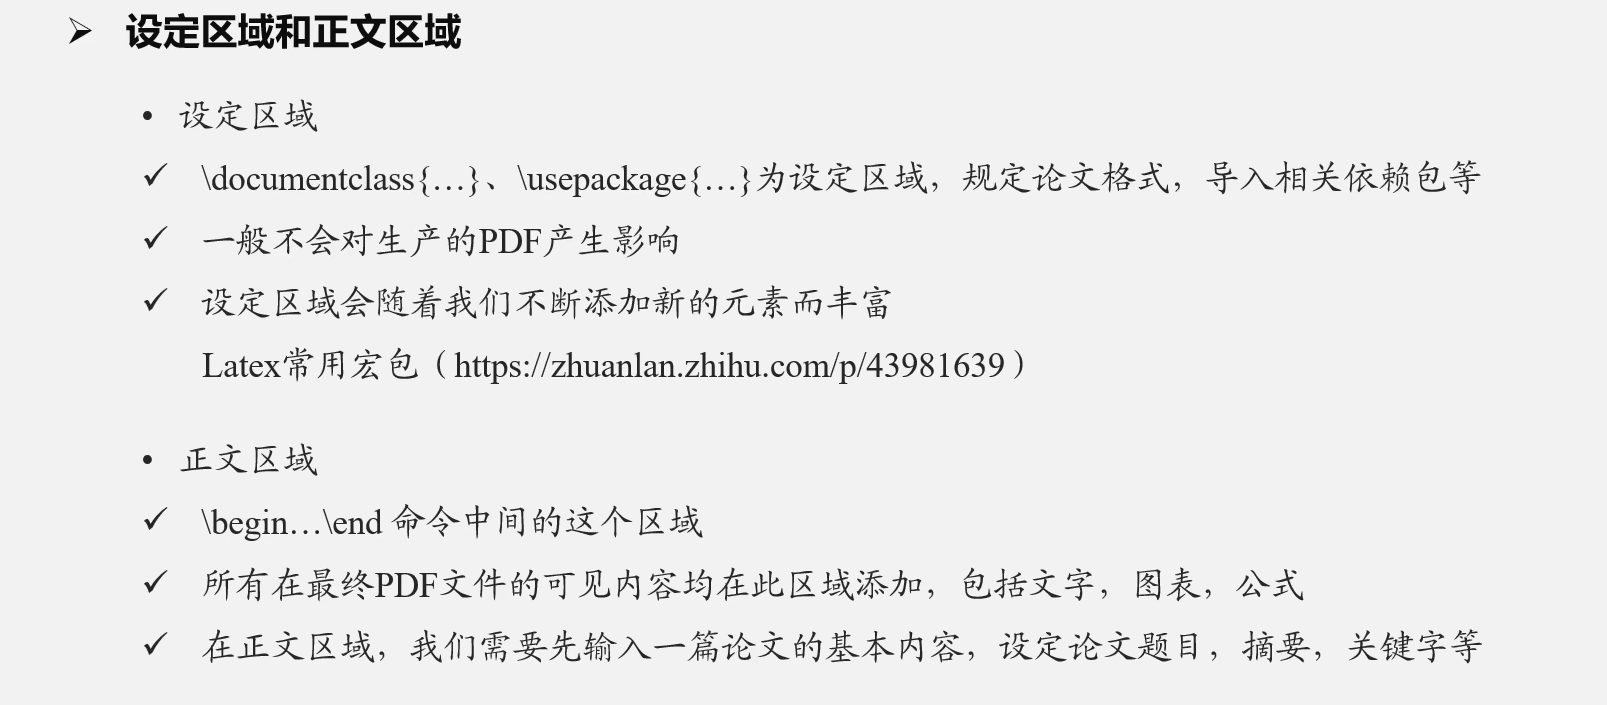 ➢ 设定区域和正文区域
• 设定区域
✓ \documentclass{…}、\usepackage{…}为设定区域，规定论文格式，导入相关依赖包等
✓ 一般不会对生产的PDF产生影响
✓ 设定区域会随着我们不断添加新的元素而丰富
Latex常用宏包（https://zhuanlan.zhihu.com/p/43981639）
• 正文区域
✓ \begin…\end 命令中间的这个区域
✓ 所有在最终PDF文件的可见内容均在此区域添加，包括文字，图表，公式
✓ 在正文区域，我们需要先输入一篇论文的基本内容，设定论文题目，摘要，关键字等